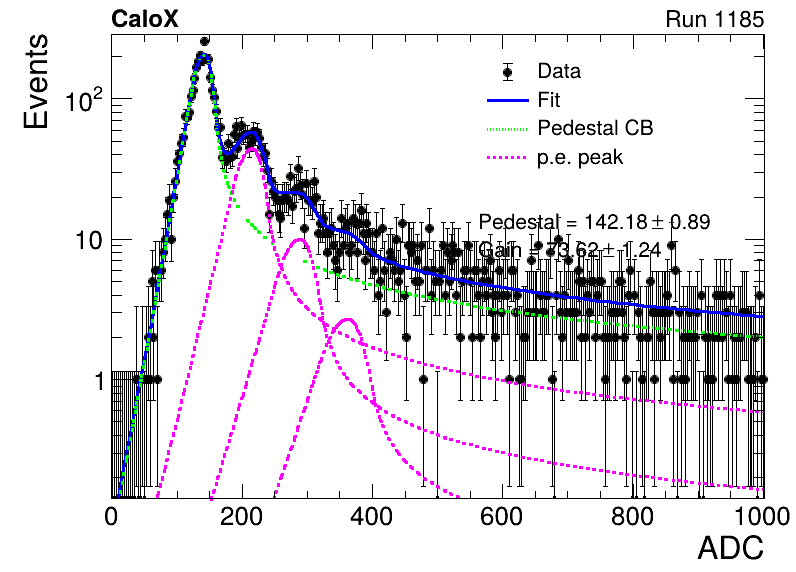 CaloX Run 1185
Events
Data
Fit
Pedestal CB
p.e. peak
Pedestal = 142.18 ± 0.89
Gain = 73.62 ± 1.24
10²
10
1
0 200 400 600 800 1000
ADC